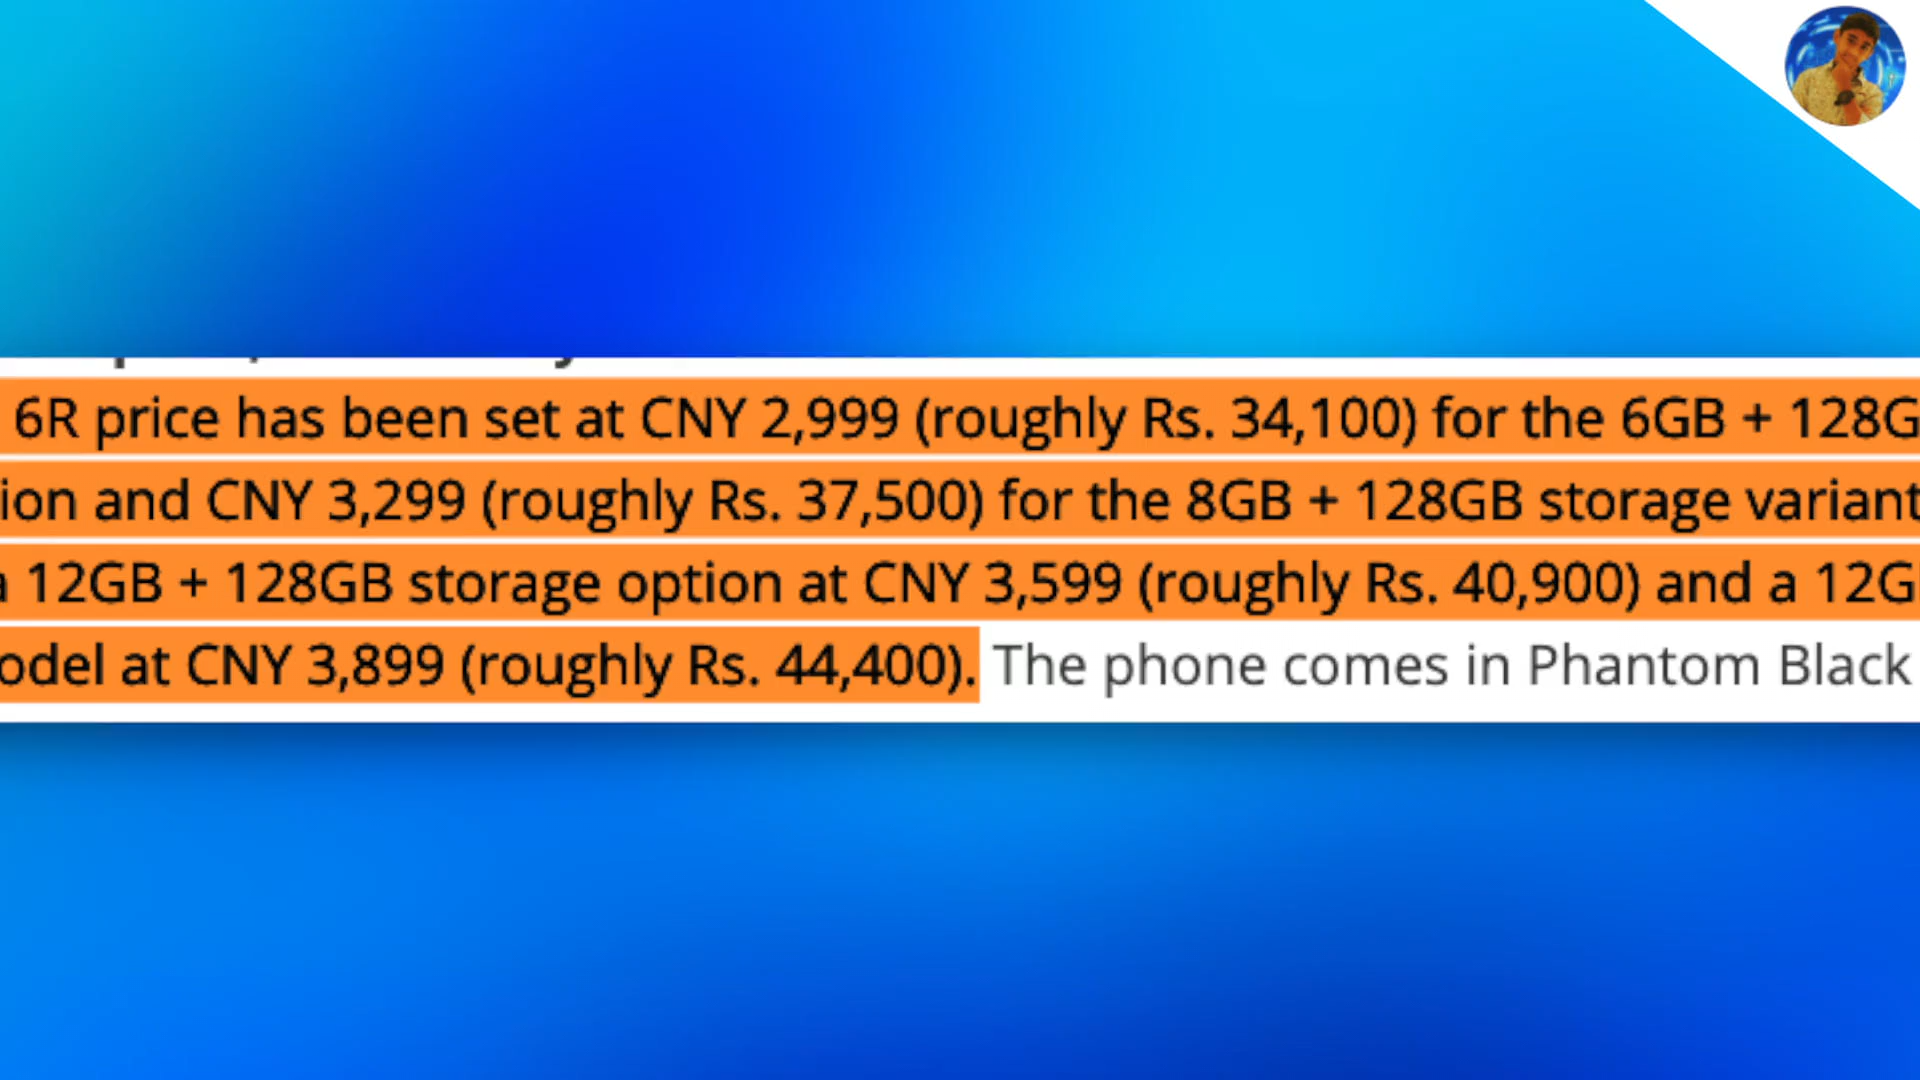 6R price has been set at CNY 2,999 (roughly Rs. 34,100) for the 6GB + 128G
ion and CNY 3,299 (roughly Rs. 37,500) for the 8GB + 128GB storage variant
a 12GB + 128GB storage option at CNY 3,599 (roughly Rs. 40,900) and a 12G
odel at CNY 3,899 (roughly Rs. 44,400). The phone comes in Phantom Black